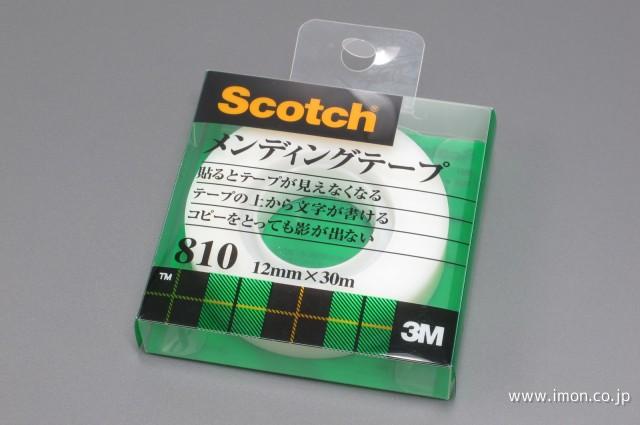 Scotch®
メンディングテープ
貼るとテープが見えなくなる
テープの上から文字が書ける
コピーをとっても影が出ない
810 12mm×30m
TM
3M
www.imon.co.jp